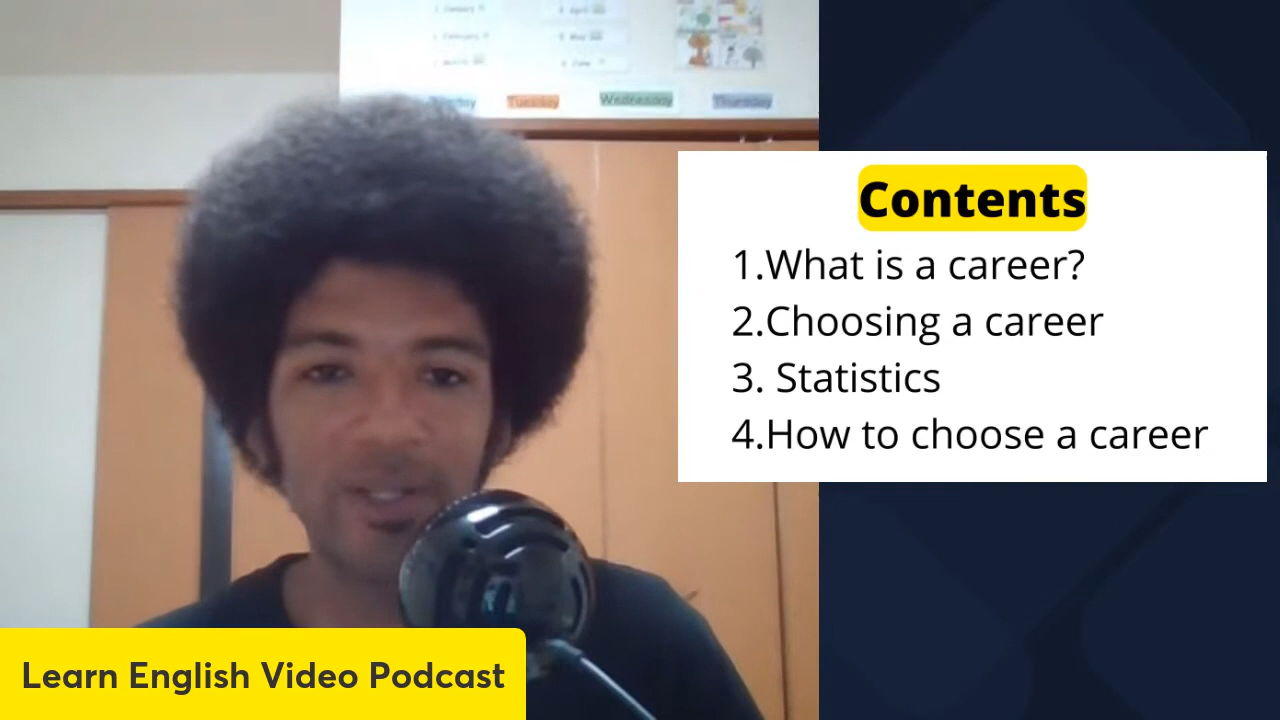 Tuesday
Wednesday
Thursday
Contents
1.What is a career?
2.Choosing a career
3. Statistics
4.How to choose a career
Learn English Video Podcast